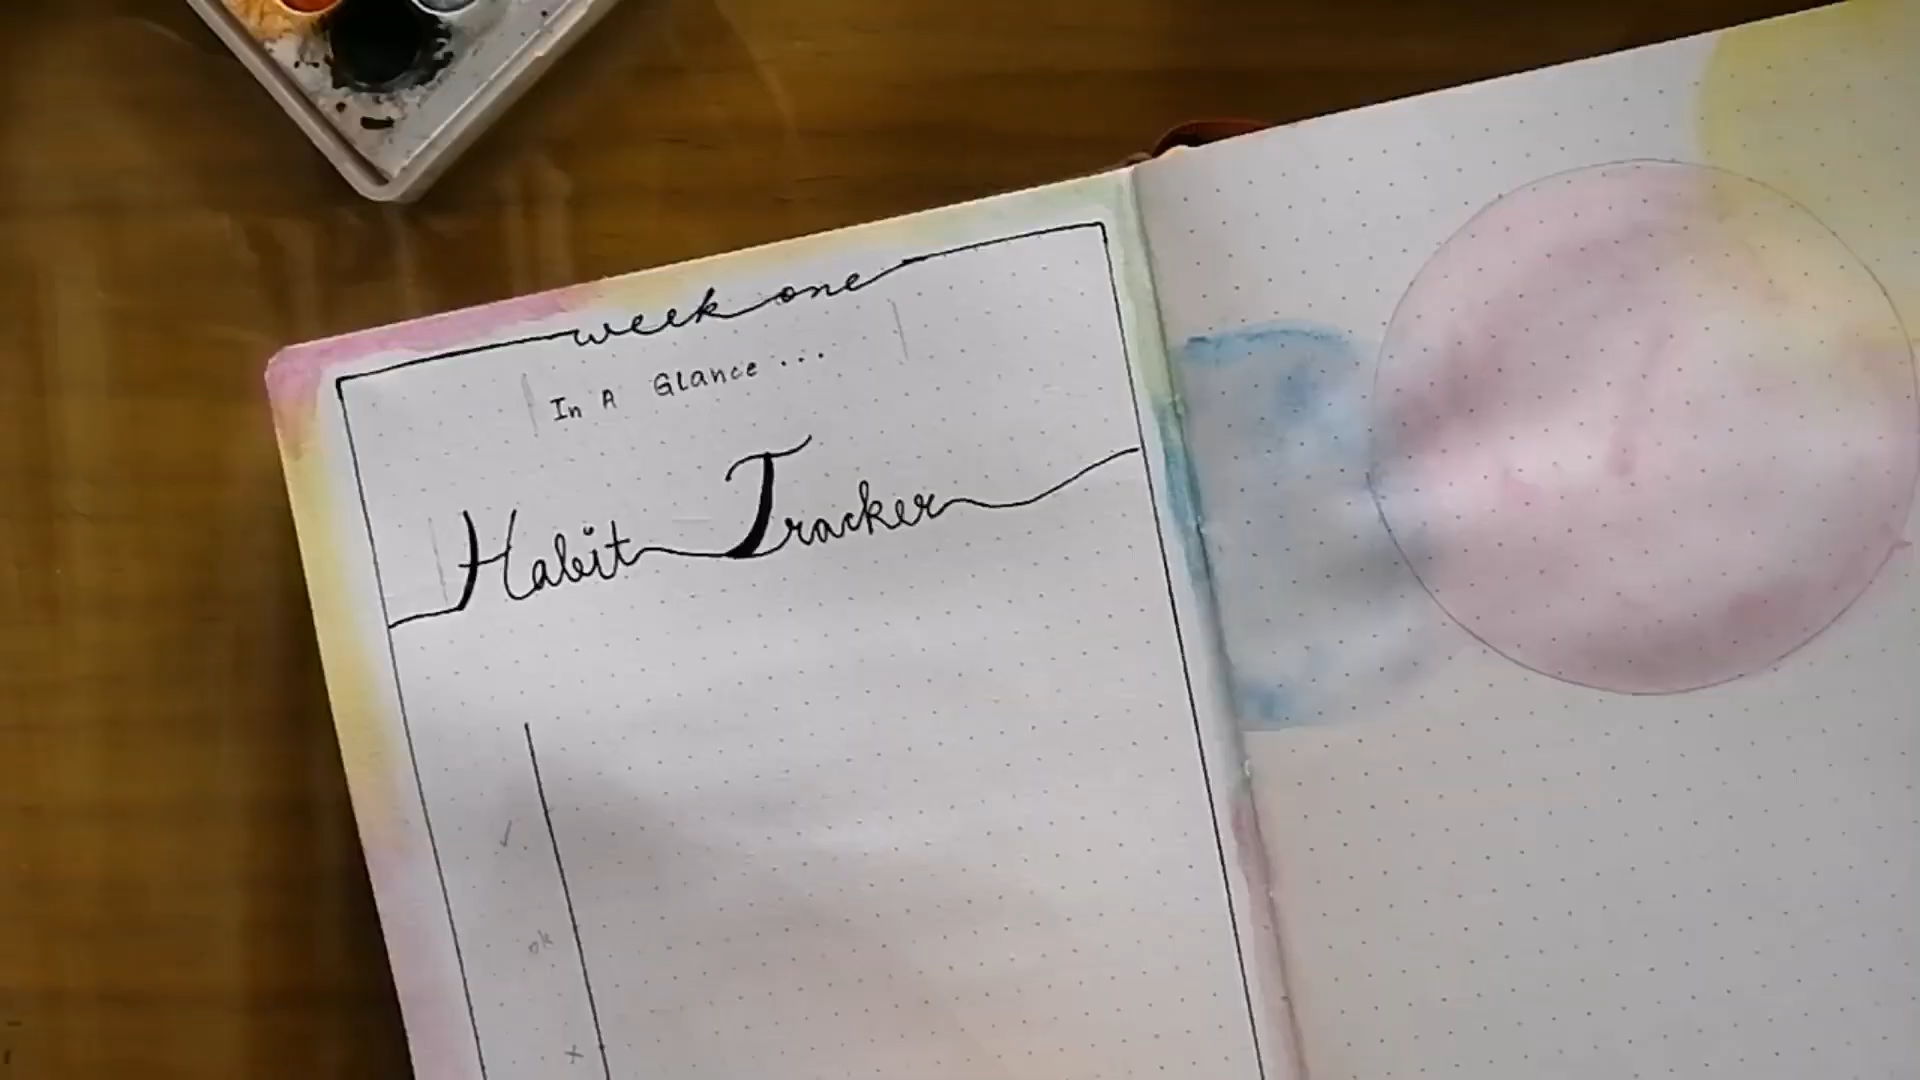 week one
In A Glance ...
Habit Tracker
✓
ok
x